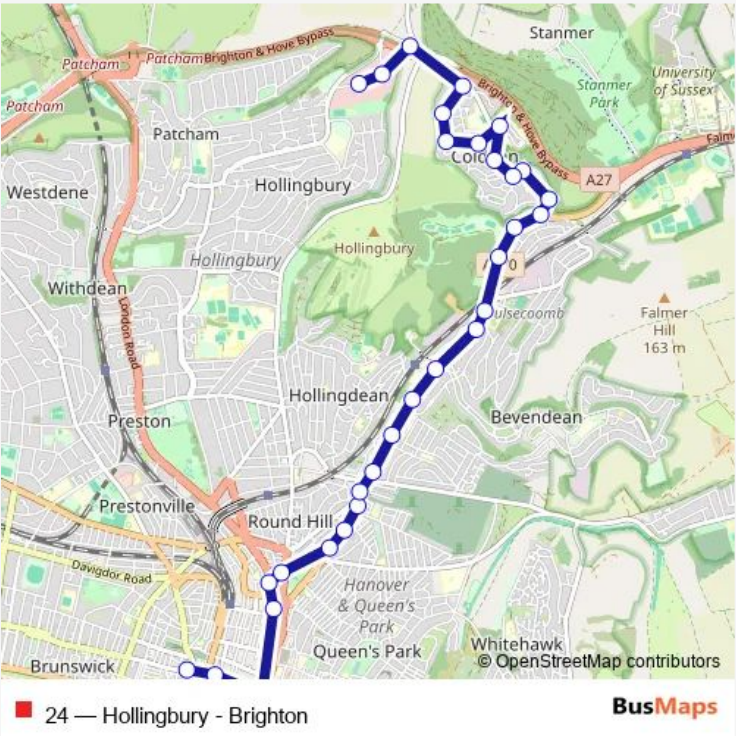 Stanmer
Patcham
Patcham
Brighton & Hove Bypass
Patcham
Patcham
Stanmer
Park
University
of Sussex
Brighton & Hove Bypass
A27
Westdene
Hollingbury
Hollingbury
Hollingbury
Withdean
London Road
Falmer
Hill
163 m
Hollingdean
Preston
Bevendean
Prestonville
Round Hill
Davigdor Road
Hanover
& Queen's
Park
Queen's Park
Whitehawk
Brunswick
© OpenStreetMap contributors
24 — Hollingbury - Brighton
BusMaps